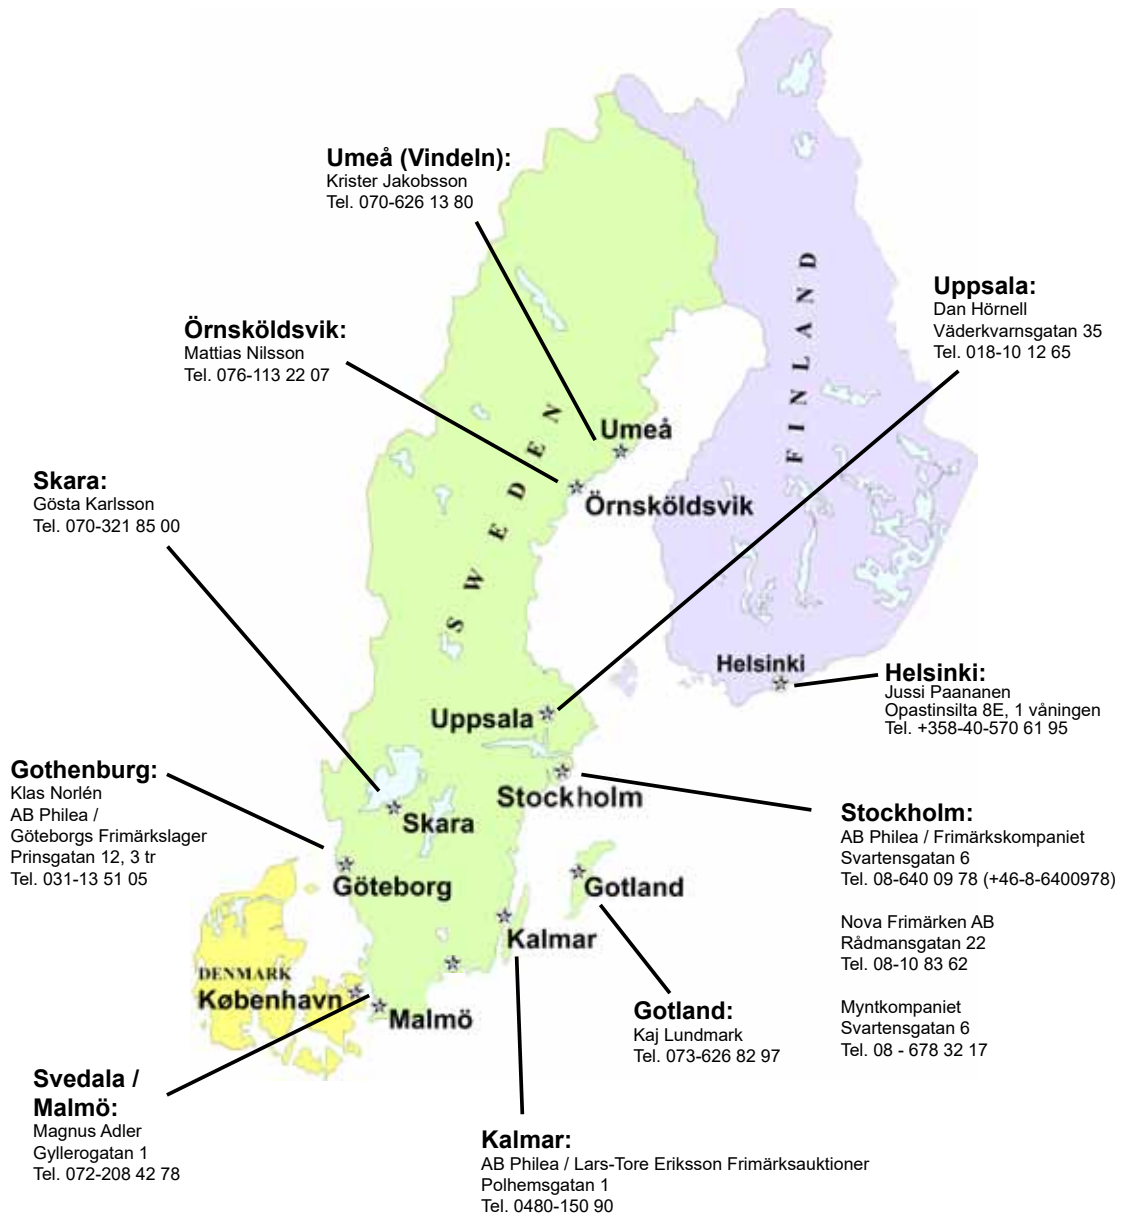 Umeå (Vindeln):
Krister Jakobsson
Tel. 070-626 13 80
Uppsala:
Dan Hörnell
Väderkvarnsgatan 35
Tel. 018-10 12 65
Örnsköldsvik:
Mattias Nilsson
Tel. 076-113 22 07
FINLAND
SWEDEN
Umeå
Örnsköldsvik
Skara:
Gösta Karlsson
Tel. 070-321 85 00
Helsinki
Helsinki:
Jussi Paananen
Opastinsilta 8E, 1 våningen
Tel. +358-40-570 61 95
Uppsala
Gothenburg:
Klas Norlén
AB Philea /
Göteborgs Frimärkslager
Prinsgatan 12, 3 tr
Tel. 031-13 51 05
Stockholm
Skara
Göteborg
Gotland
Kalmar
Stockholm:
AB Philea / Frimärkskompaniet
Svartensgatan 6
Tel. 08-640 09 78 (+46-8-6400978)
Nova Frimärken AB
Rådmansgatan 22
Tel. 08-10 83 62
Myntkompaniet
Svartensgatan 6
Tel. 08 - 678 32 17
DENMARK
København
Malmö
Gotland:
Kaj Lundmark
Tel. 073-626 82 97
Svedala /
Malmö:
Magnus Adler
Gyllerogatan 1
Tel. 072-208 42 78
Kalmar:
AB Philea / Lars-Tore Eriksson Frimärksauktioner
Polhemsgatan 1
Tel. 0480-150 90